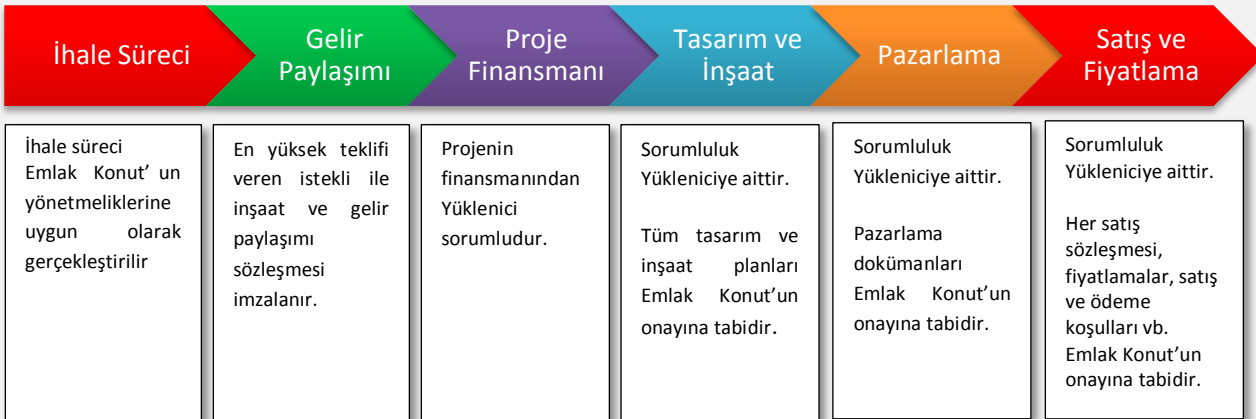 İhale Süreci
Gelir
Paylaşımı
Proje
Finansmanı
Tasarım ve
İnşaat
Pazarlama
Satış ve
Fiyatlama
İhale süreci
Emlak Konut’ un
yönetmeliklerine
uygun olarak
gerçekleştirilir
En yüksek teklifi
veren istekli ile
inşaat ve gelir
paylaşımı
sözleşmesi
imzalanır.
Projenin
finansmanından
Yüklenici
sorumludur.
Sorumluluk
Yükleniciye aittir.
Tüm tasarım ve
inşaat planları
Emlak Konut’un
onayına tabidir.
Sorumluluk
Yükleniciye aittir.
Pazarlama
dokümanları
Emlak Konut’un
onayına tabidir.
Sorumluluk
Yükleniciye aittir.
Her satış
sözleşmesi,
fiyatlamalar, satış
ve ödeme
koşulları vb.
Emlak Konut’un
onayına tabidir.